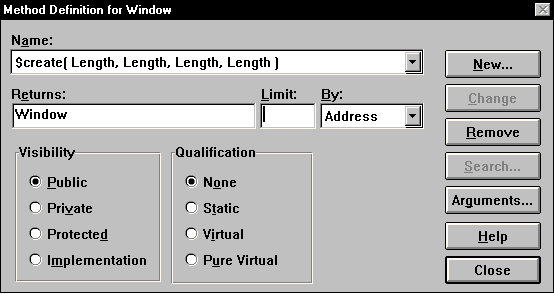 Method Definition for Window
Name:
$create( Length, Length, Length, Length )
New...
Returns: Limit: By:
Window Address
Change
Remove
Visibility Qualification
Search...
Public None
Private Static
Arguments...
Protected Virtual
Help
Implementation Pure Virtual
Close